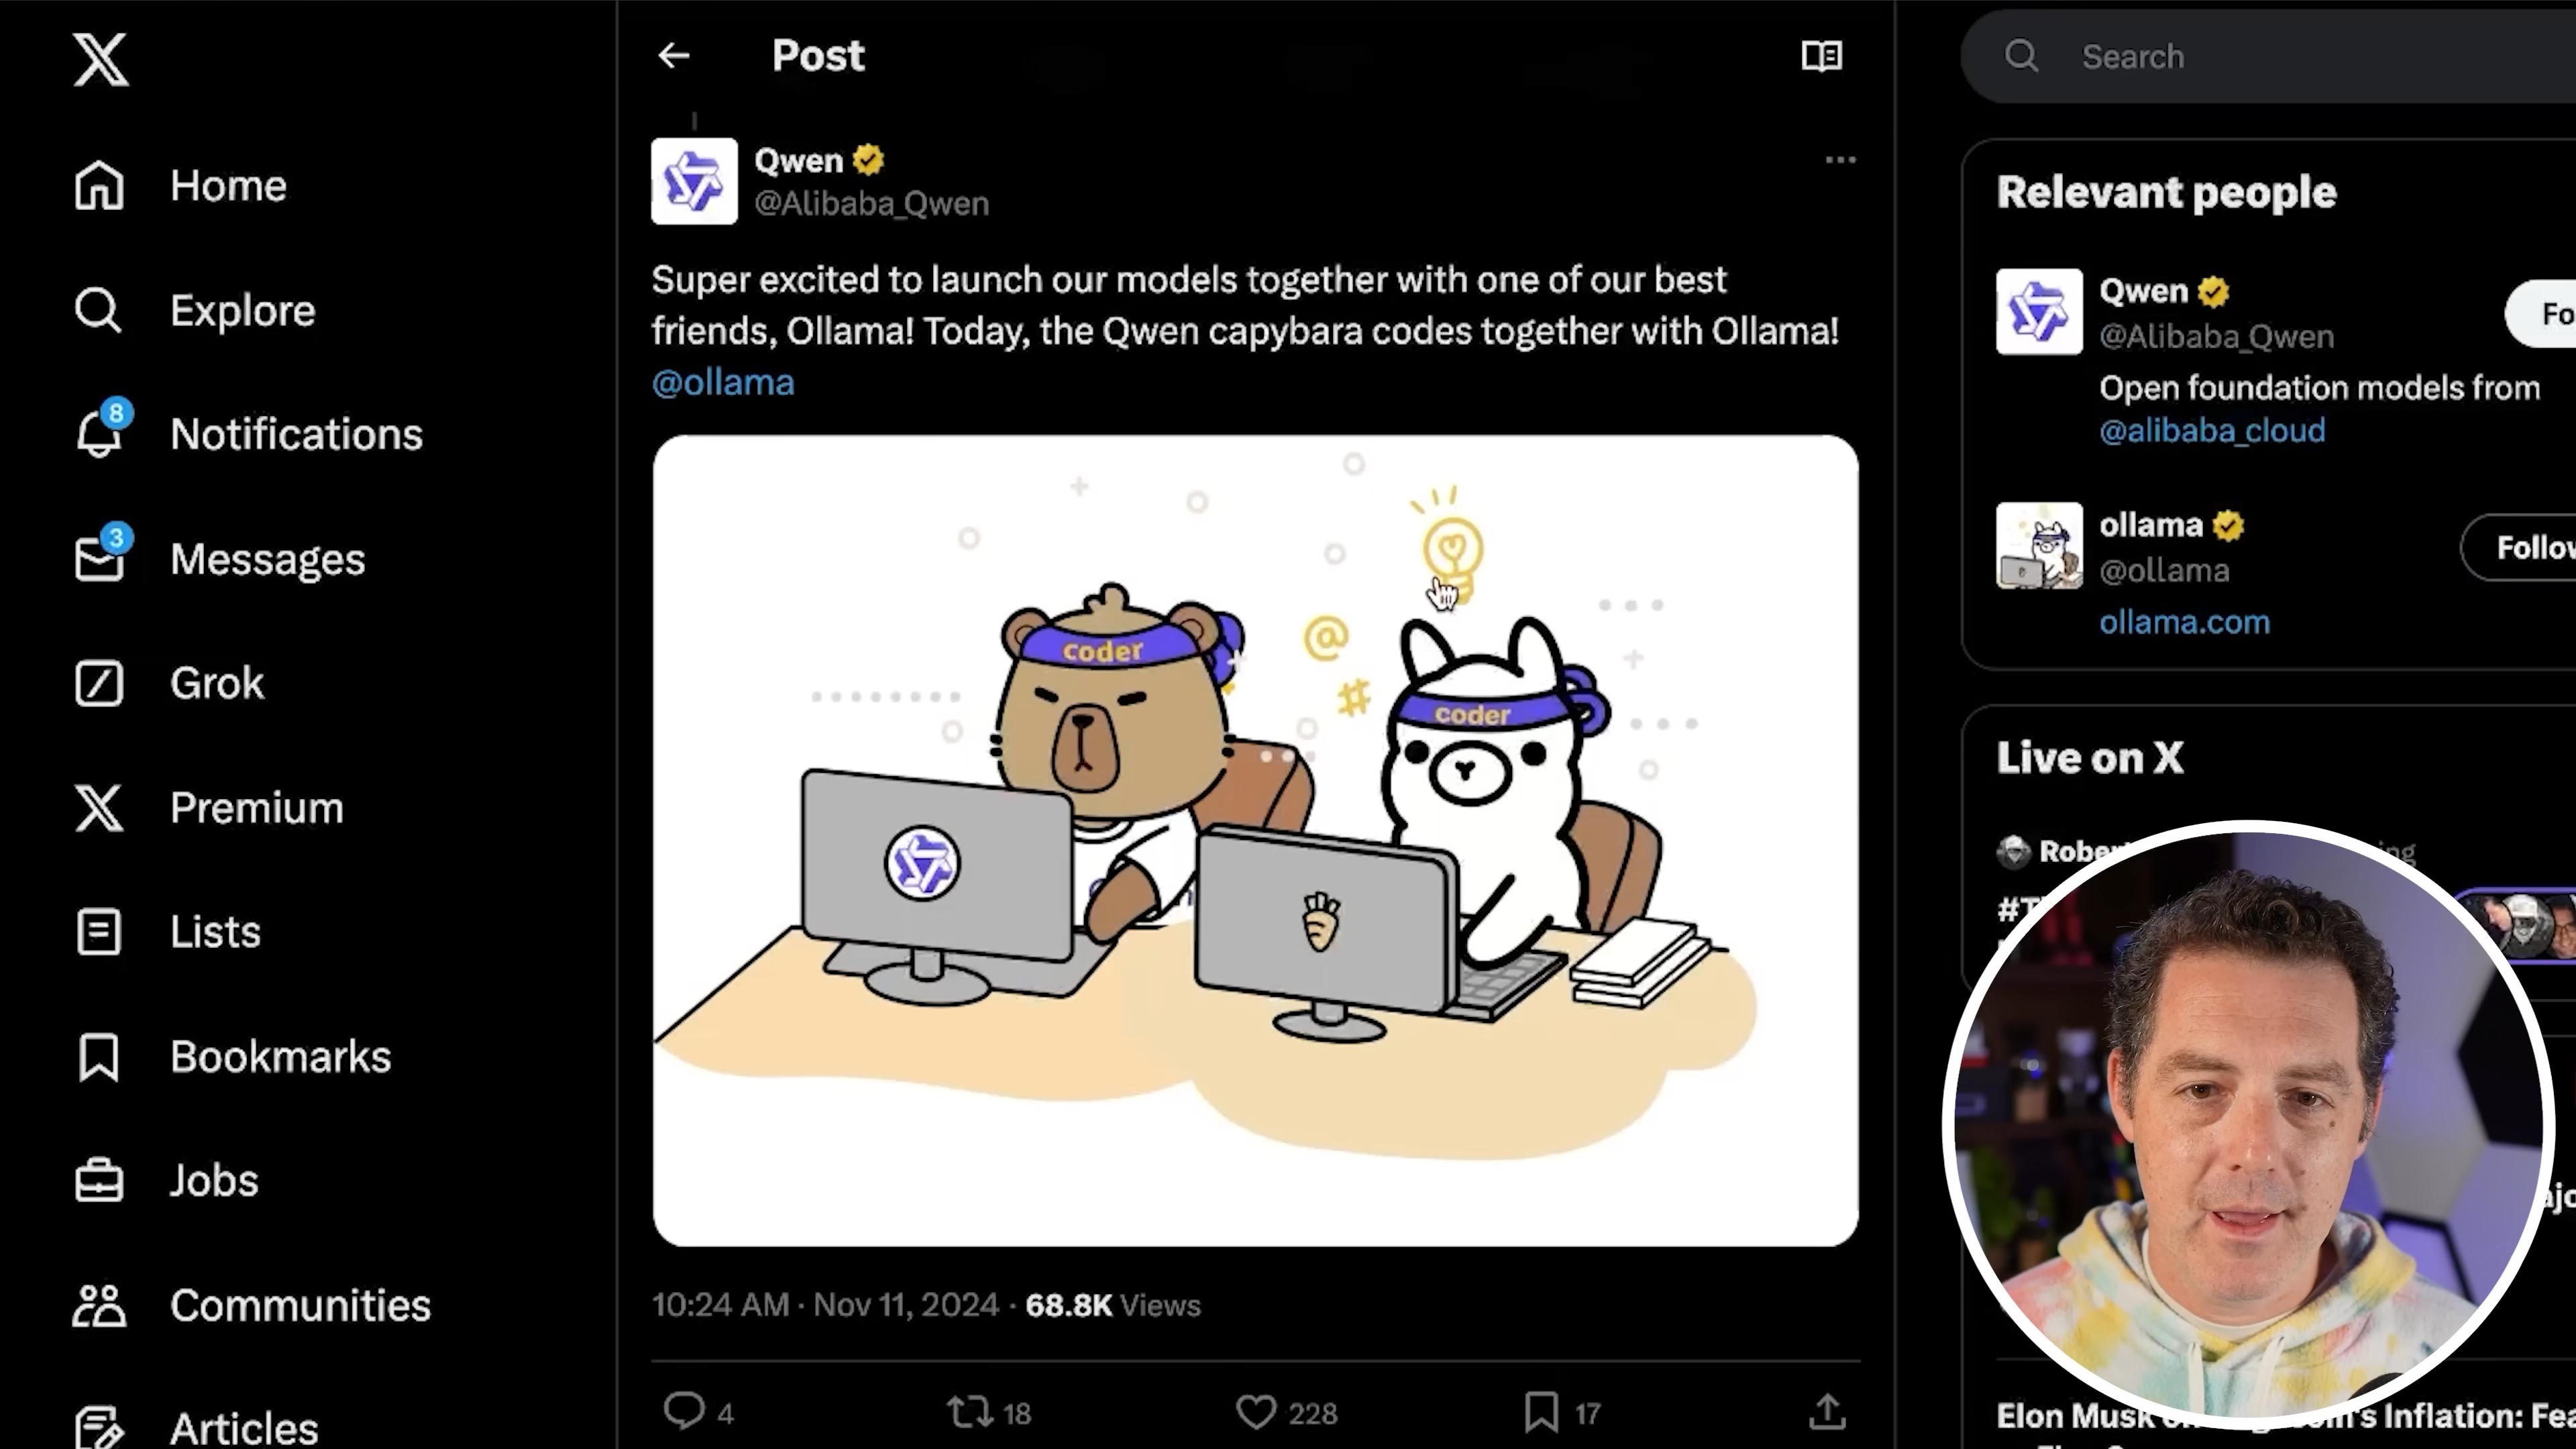 Home
Explore
8
Notifications
3
Messages
Grok
Premium
Lists
Bookmarks
Jobs
Communities
Articles
Post
Qwen
@Alibaba_Qwen
Super excited to launch our models together with one of our best
friends, Ollama! Today, the Qwen capybara codes together with Ollama!
@ollama
@
#
coder
coder
10:24 AM · Nov 11, 2024 · 68.8K Views
4
18
228
17
Search
Relevant people
Qwen
@Alibaba_Qwen
Open foundation models from
@alibaba_cloud
ollama
@ollama
ollama.com
Live on X
Elon Musk Inflation: